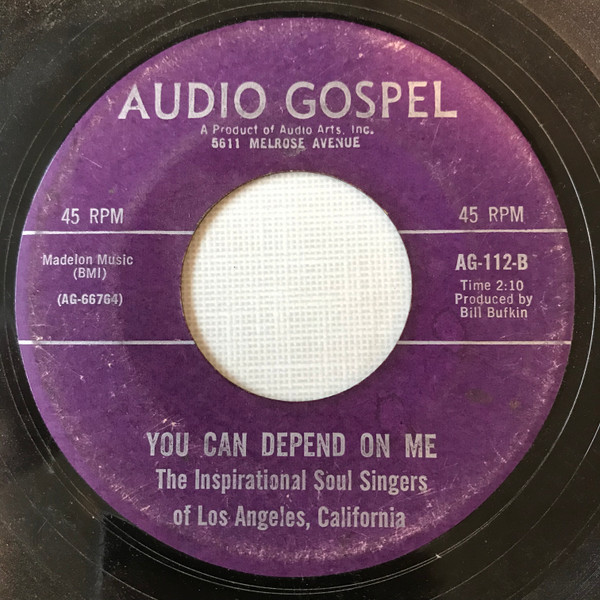 AUDIO GOSPEL
A Product of Audio Arts, Inc.
5611 MELROSE AVENUE
45 RPM
45 RPM
Madelon Music
(BMI)
(AG-66764)
AG-112-B
Time 2:10
Produced by
Bill Bufkin
YOU CAN DEPEND ON ME
The Inspirational Soul Singers
of Los Angeles, California